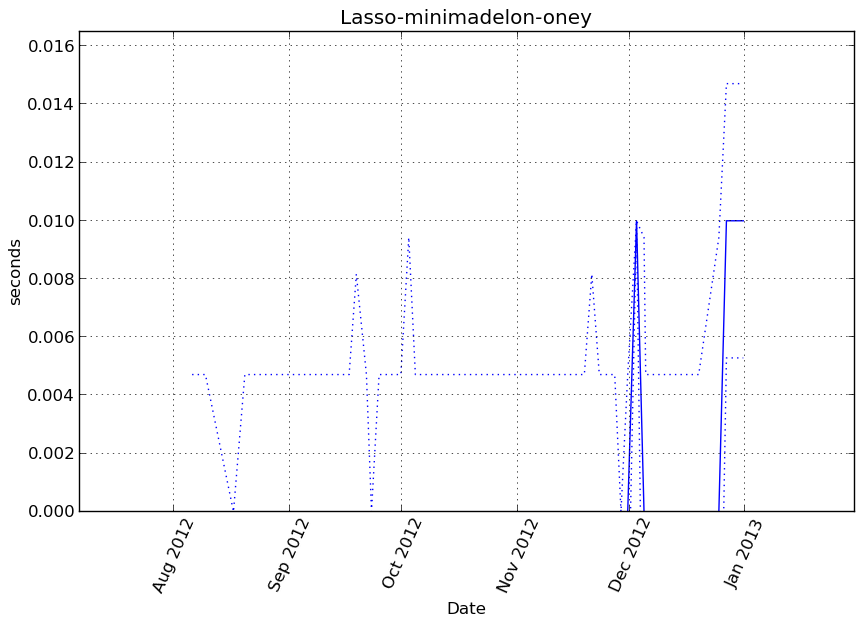 Lasso-minimadelon-oney
0.016
0.014
0.012
0.010
0.008
0.006
0.004
0.002
0.000
seconds
Aug 2012
Sep 2012
Oct 2012
Nov 2012
Dec 2012
Jan 2013
Date